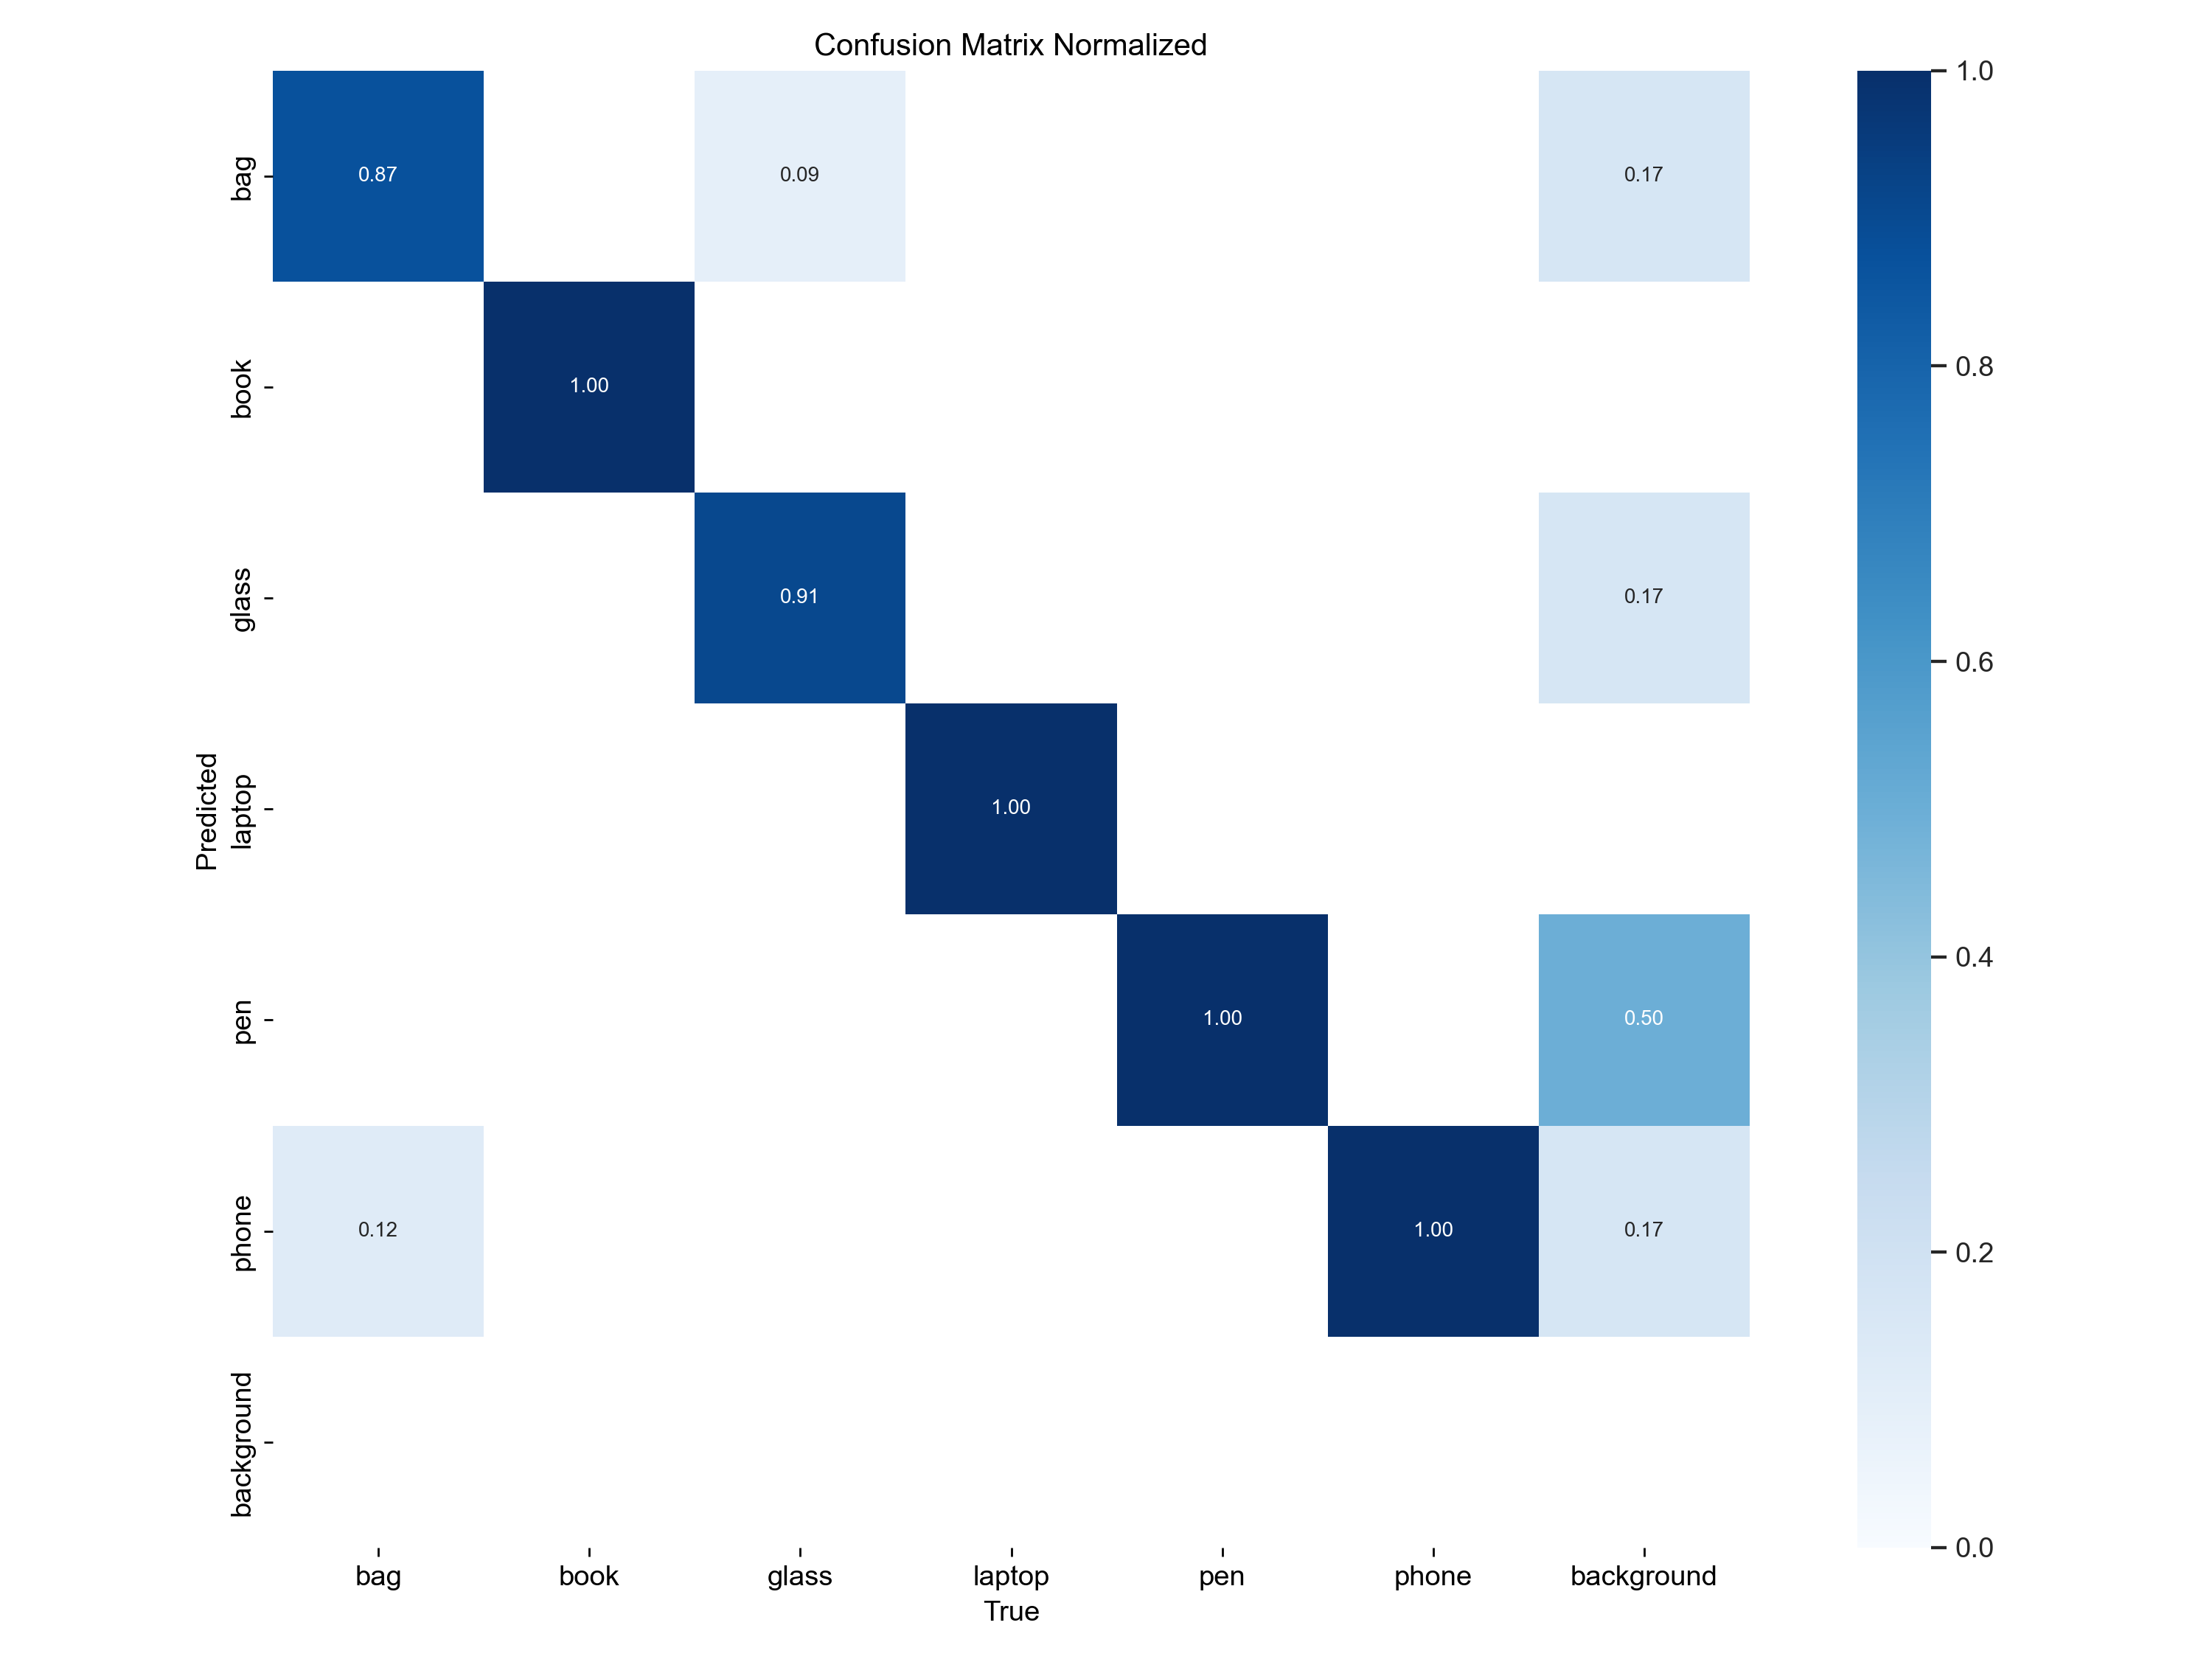 Confusion Matrix Normalized
bag
0.87
0.09
0.17
book
1.00
glass
0.91
0.17
Predicted
laptop
1.00
pen
1.00
0.50
phone
0.12
1.00
0.17
background
bag book glass laptop pen phone background
True
1.0
0.8
0.6
0.4
0.2
0.0